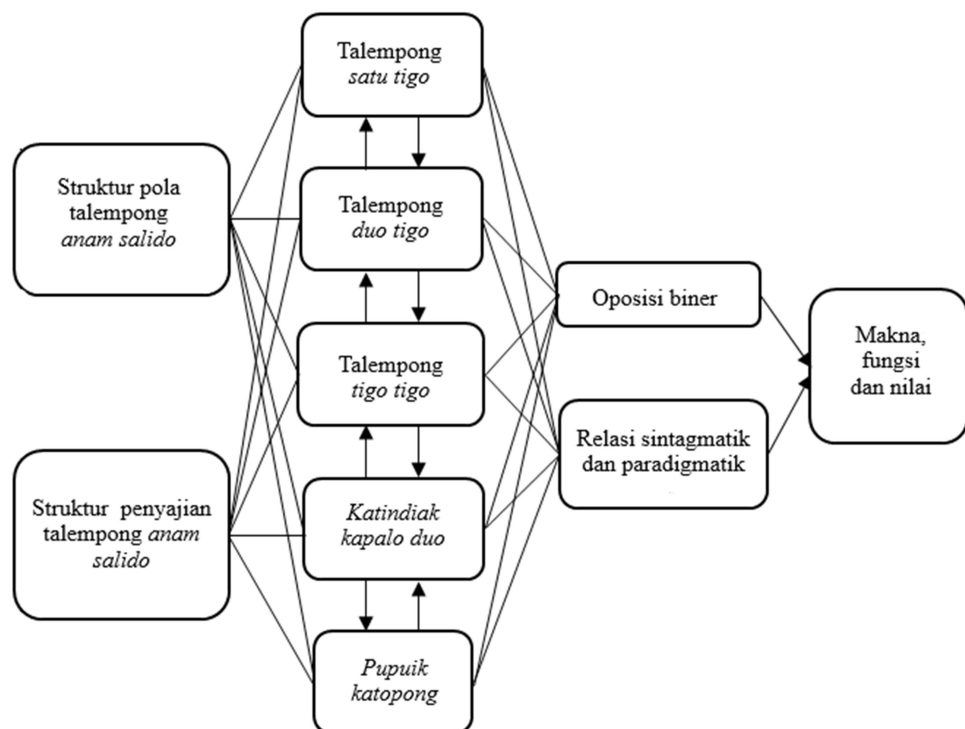 Talempong
satu tigo
Struktur pola
talempong
anam salido
Talempong
duo tigo
Talempong
tigo tigo
Struktur penyajian
talempong anam
salido
Katindiak
kapalo duo
Pupuik
katopong
Oposisi biner
Relasi sintagmatik
dan paradigmatik
Makna,
fungsi
dan nilai